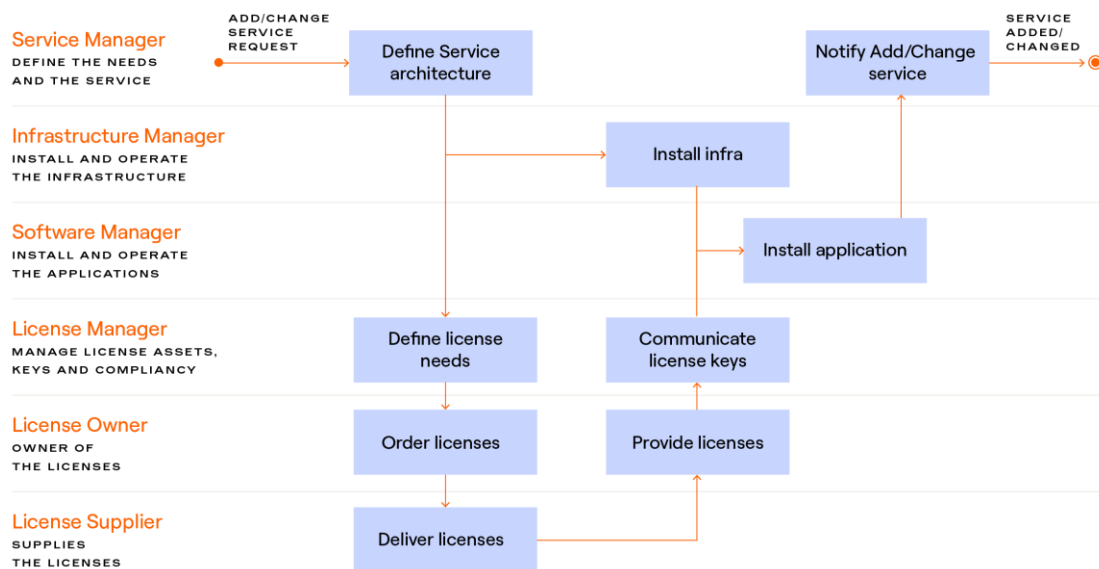 Service Manager
DEFINE THE NEEDS
AND THE SERVICE
ADD/CHANGE
SERVICE
REQUEST
Define Service
architecture
Notify Add/Change
service
SERVICE
ADDED/
CHANGED
Infrastructure Manager
INSTALL AND OPERATE
THE INFRASTRUCTURE
Install infra
Software Manager
INSTALL AND OPERATE
THE APPLICATIONS
Install application
License Manager
MANAGE LICENSE ASSETS,
KEYS AND COMPLIANCY
Define license
needs
Communicate
license keys
License Owner
OWNER OF
THE LICENSES
Order licenses
Provide licenses
License Supplier
SUPPLIES
THE LICENSES
Deliver licenses